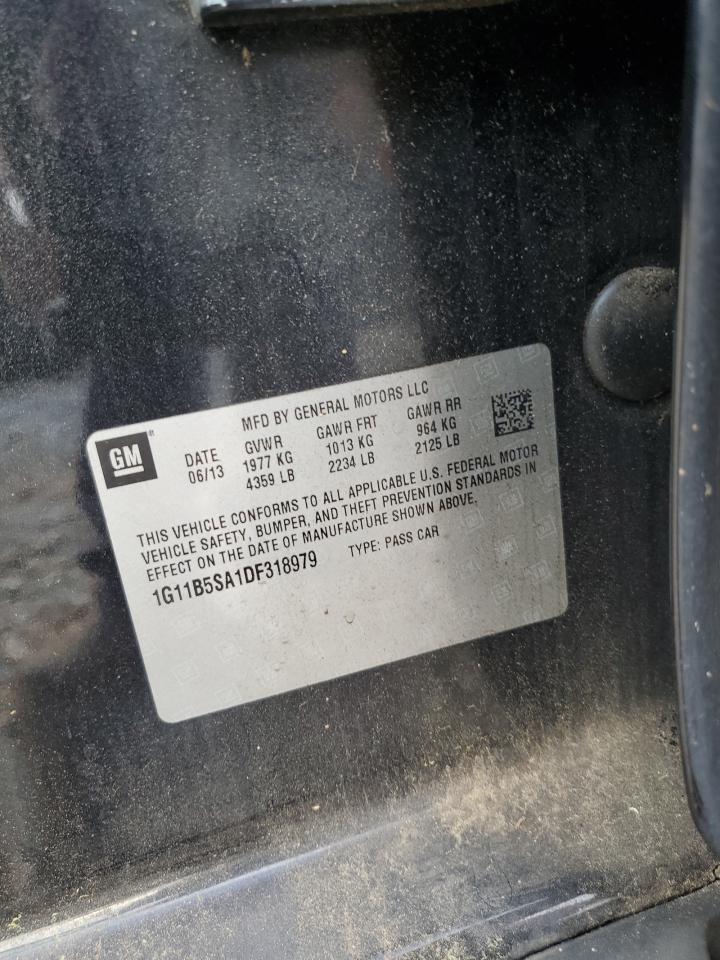 MFD BY GENERAL MOTORS LLC
GM®
DATE GVWR GAWR FRT GAWR RR
06/13 1977 KG 1013 KG 964 KG
4359 LB 2234 LB 2125 LB
THIS VEHICLE CONFORMS TO ALL APPLICABLE U.S. FEDERAL MOTOR
VEHICLE SAFETY, BUMPER, AND THEFT PREVENTION STANDARDS IN
EFFECT ON THE DATE OF MANUFACTURE SHOWN ABOVE.
1G11B5SA1DF318979 TYPE: PASS CAR